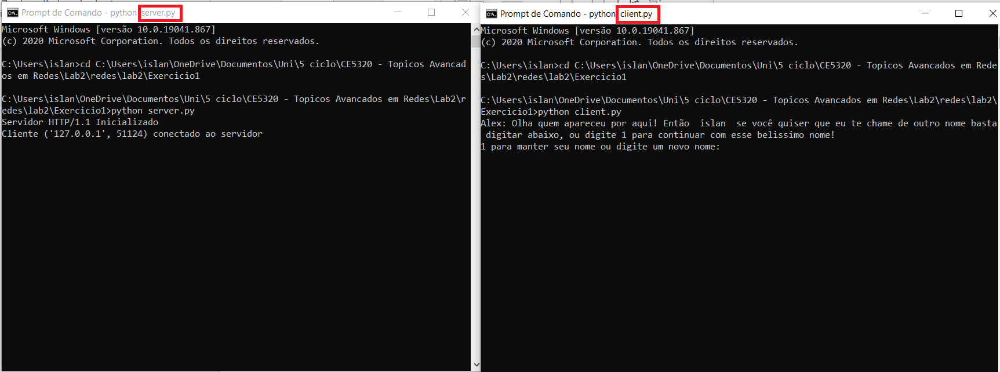 Prompt de Comando - python server.py
Microsoft Windows [versão 10.0.19041.867]
(c) 2020 Microsoft Corporation. Todos os direitos reservados.
C:\Users\islan>cd C:\Users\islan\OneDrive\Documentos\Uni\5 ciclo\CE5320 - Topicos Avancad
os em Redes\Lab2\redes\lab2\Exercicio1
C:\Users\islan\OneDrive\Documentos\Uni\5 ciclo\CE5320 - Topicos Avancados em Redes\Lab2\r
edes\lab2\Exercicio1>python server.py
Servidor HTTP/1.1 Inicializado
Cliente ('127.0.0.1', 51124) conectado ao servidor
Prompt de Comando - python client.py
Microsoft Windows [versão 10.0.19041.867]
(c) 2020 Microsoft Corporation. Todos os direitos reservados.
C:\Users\islan>cd C:\Users\islan\OneDrive\Documentos\Uni\5 ciclo\CE5320 - Topicos Avancados em Rede
s\Lab2\redes\lab2\Exercicio1
C:\Users\islan\OneDrive\Documentos\Uni\5 ciclo\CE5320 - Topicos Avancados em Redes\Lab2\redes\lab2\
Exercicio1>python client.py
Alex: Olha quem apareceu por aqui! Então  islan  se você quiser que eu te chame de outro nome basta
 digitar abaixo, ou digite 1 para continuar com esse belissimo nome!
1 para manter seu nome ou digite um novo nome: